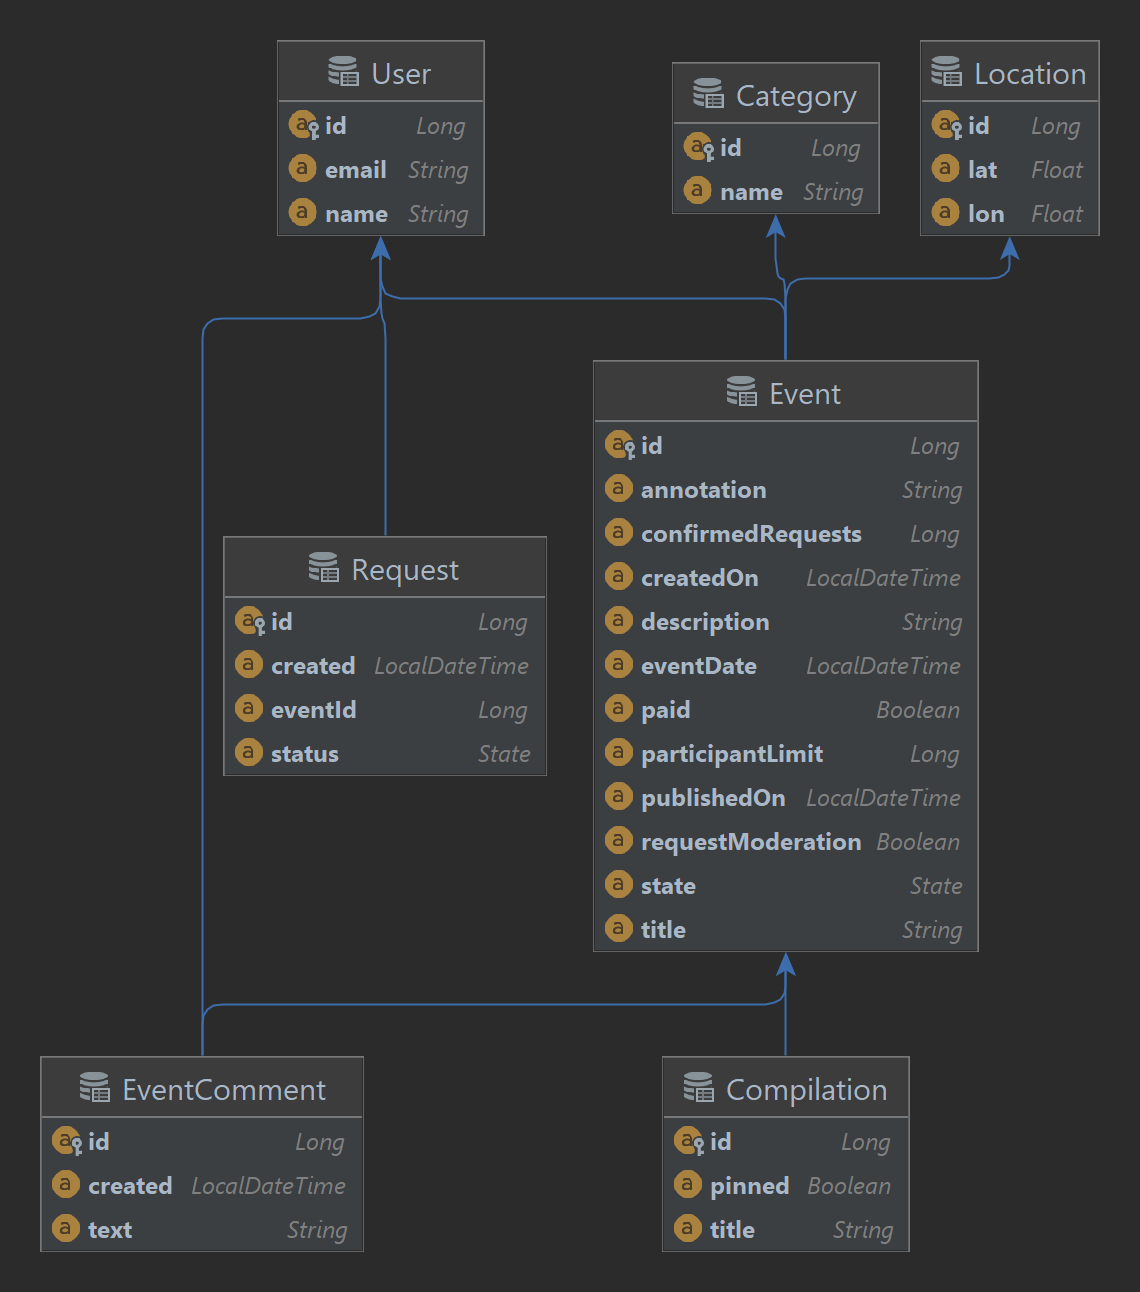 User
id Long
email String
name String
Category
id Long
name String
Location
id Long
lat Float
lon Float
Event
id Long
annotation String
confirmedRequests Long
createdOn LocalDateTime
description String
eventDate LocalDateTime
paid Boolean
participantLimit Long
publishedOn LocalDateTime
requestModeration Boolean
state State
title String
Request
id Long
created LocalDateTime
eventId Long
status State
EventComment
id Long
created LocalDateTime
text String
Compilation
id Long
pinned Boolean
title String